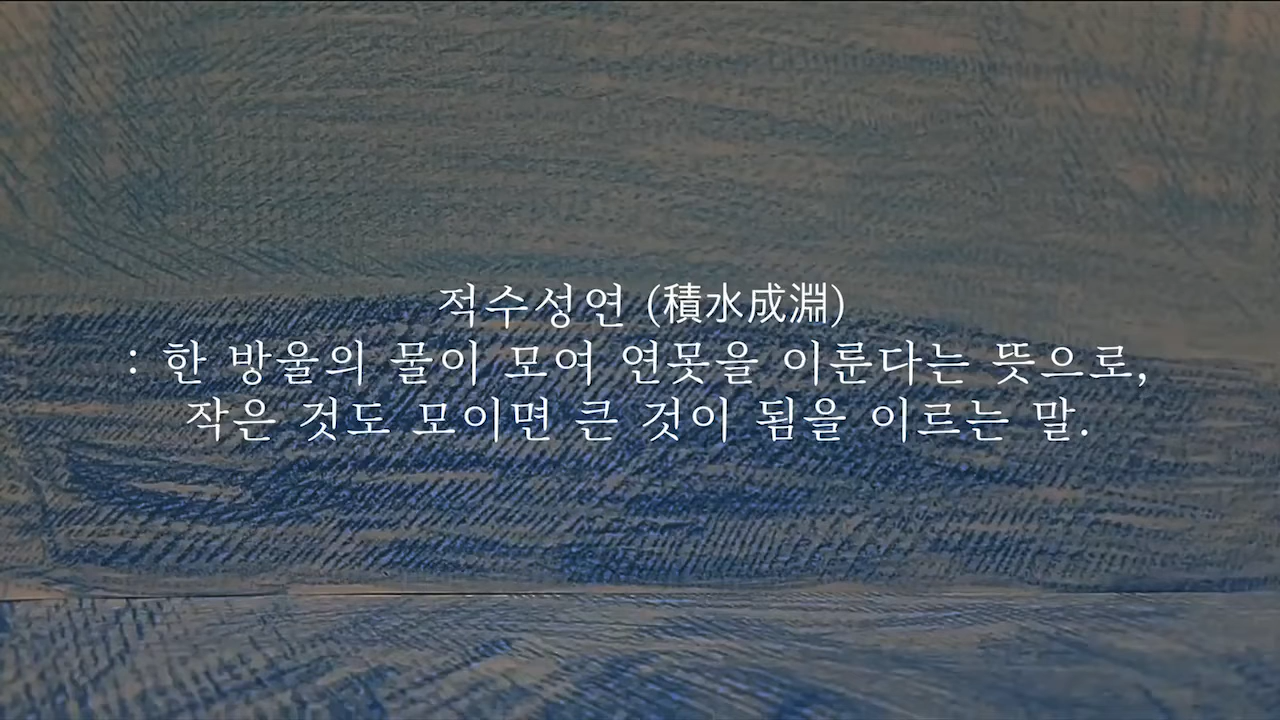 적수성연 (積水成淵)
: 한 방울의 물이 모여 연못을 이룬다는 뜻으로,
작은 것도 모이면 큰 것이 됨을 이르는 말.